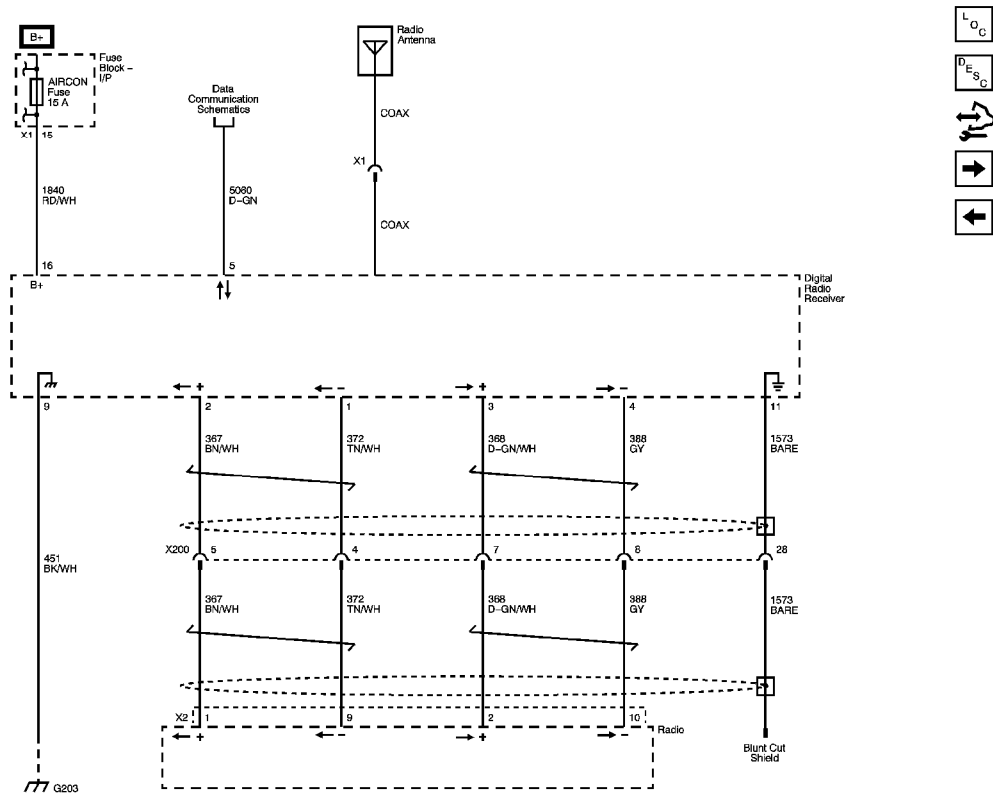 B+
Fuse
Block –
I/P
AIRCON
Fuse
15 A
X1 15
Data
Communication
Schematics
Radio
Antenna
COAX
X1
COAX
1840
RD/WH
5060
D-GN
L
O
C
D
E
S
C
16
5
B+
Digital
Radio
Receiver
+
-
+
-
9
2
1
3
4
11
367
BN/WH
372
TN/WH
368
D-GN/WH
388
GY
1573
BARE
X200 5
4
7
8
28
451
BK/WH
367
BN/WH
372
TN/WH
368
D-GN/WH
388
GY
1573
BARE
X2 1
9
2
10
+
-
+
-
Radio
Blunt Cut
Shield
G203